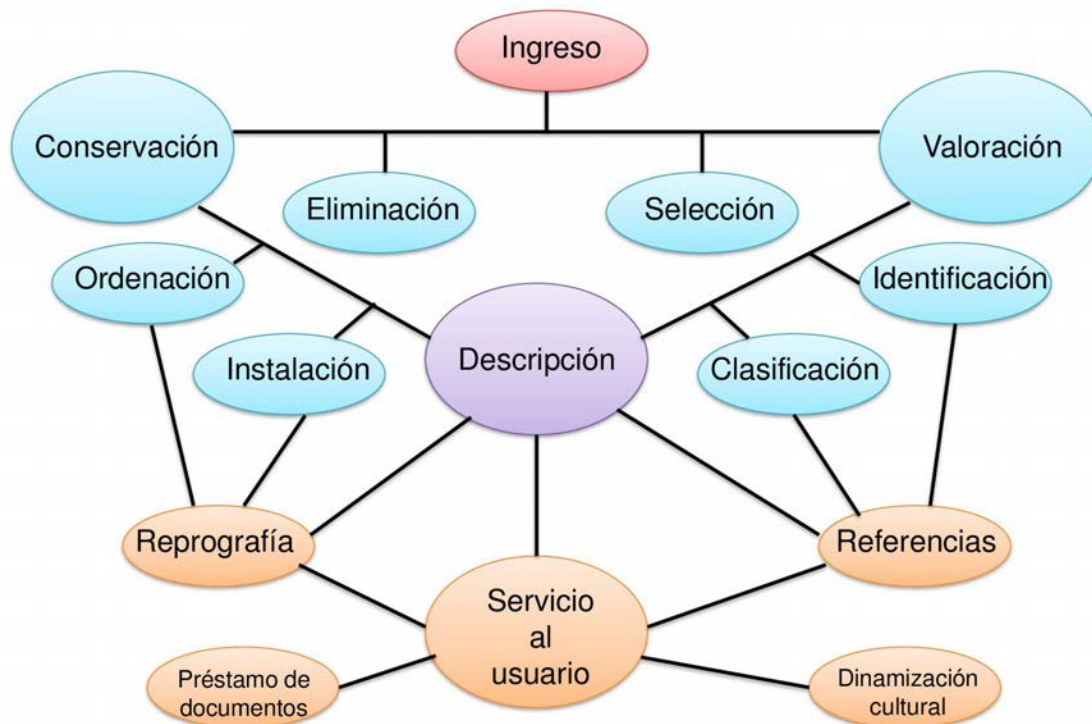 Ingreso
Conservación
Valoración
Eliminación
Selección
Ordenación
Identificación
Instalación
Descripción
Clasificación
Reprografía
Referencias
Servicio
al
usuario
Préstamo de
documentos
Dinamización
cultural